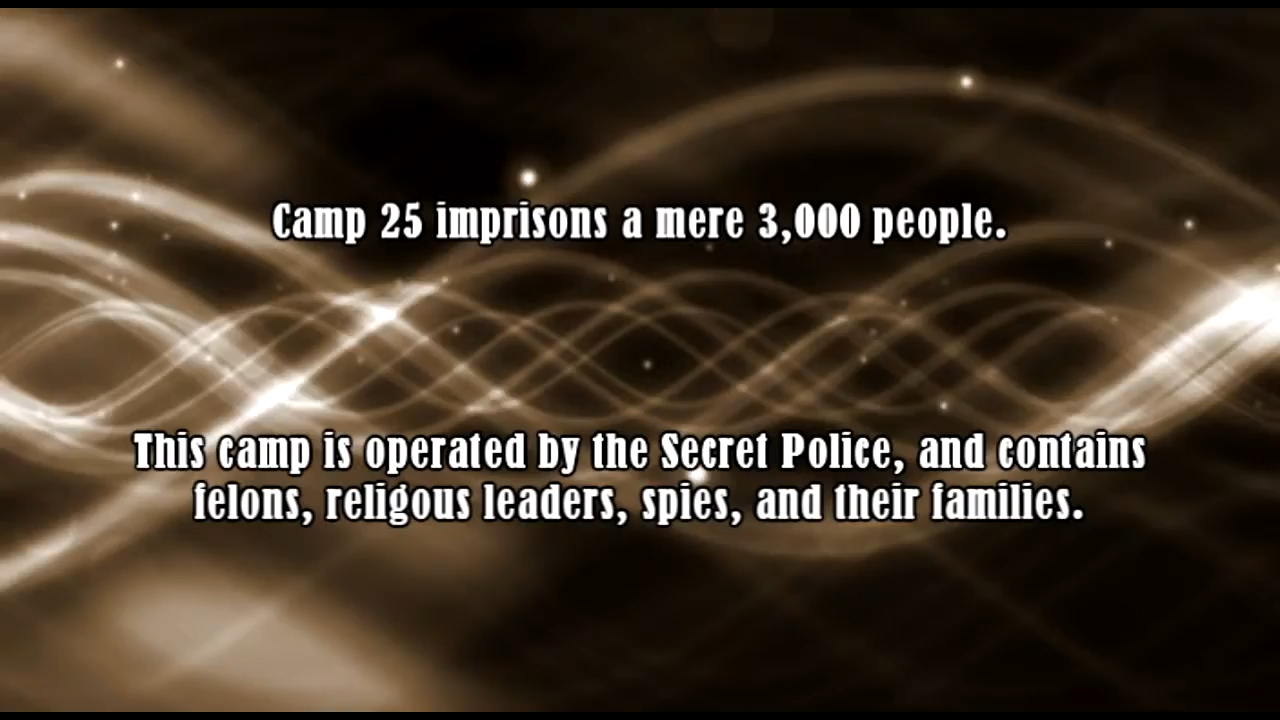 Camp 25 imprisons a mere 3,000 people.
This camp is operated by the Secret Police, and contains
felons, religous leaders, spies, and their families.